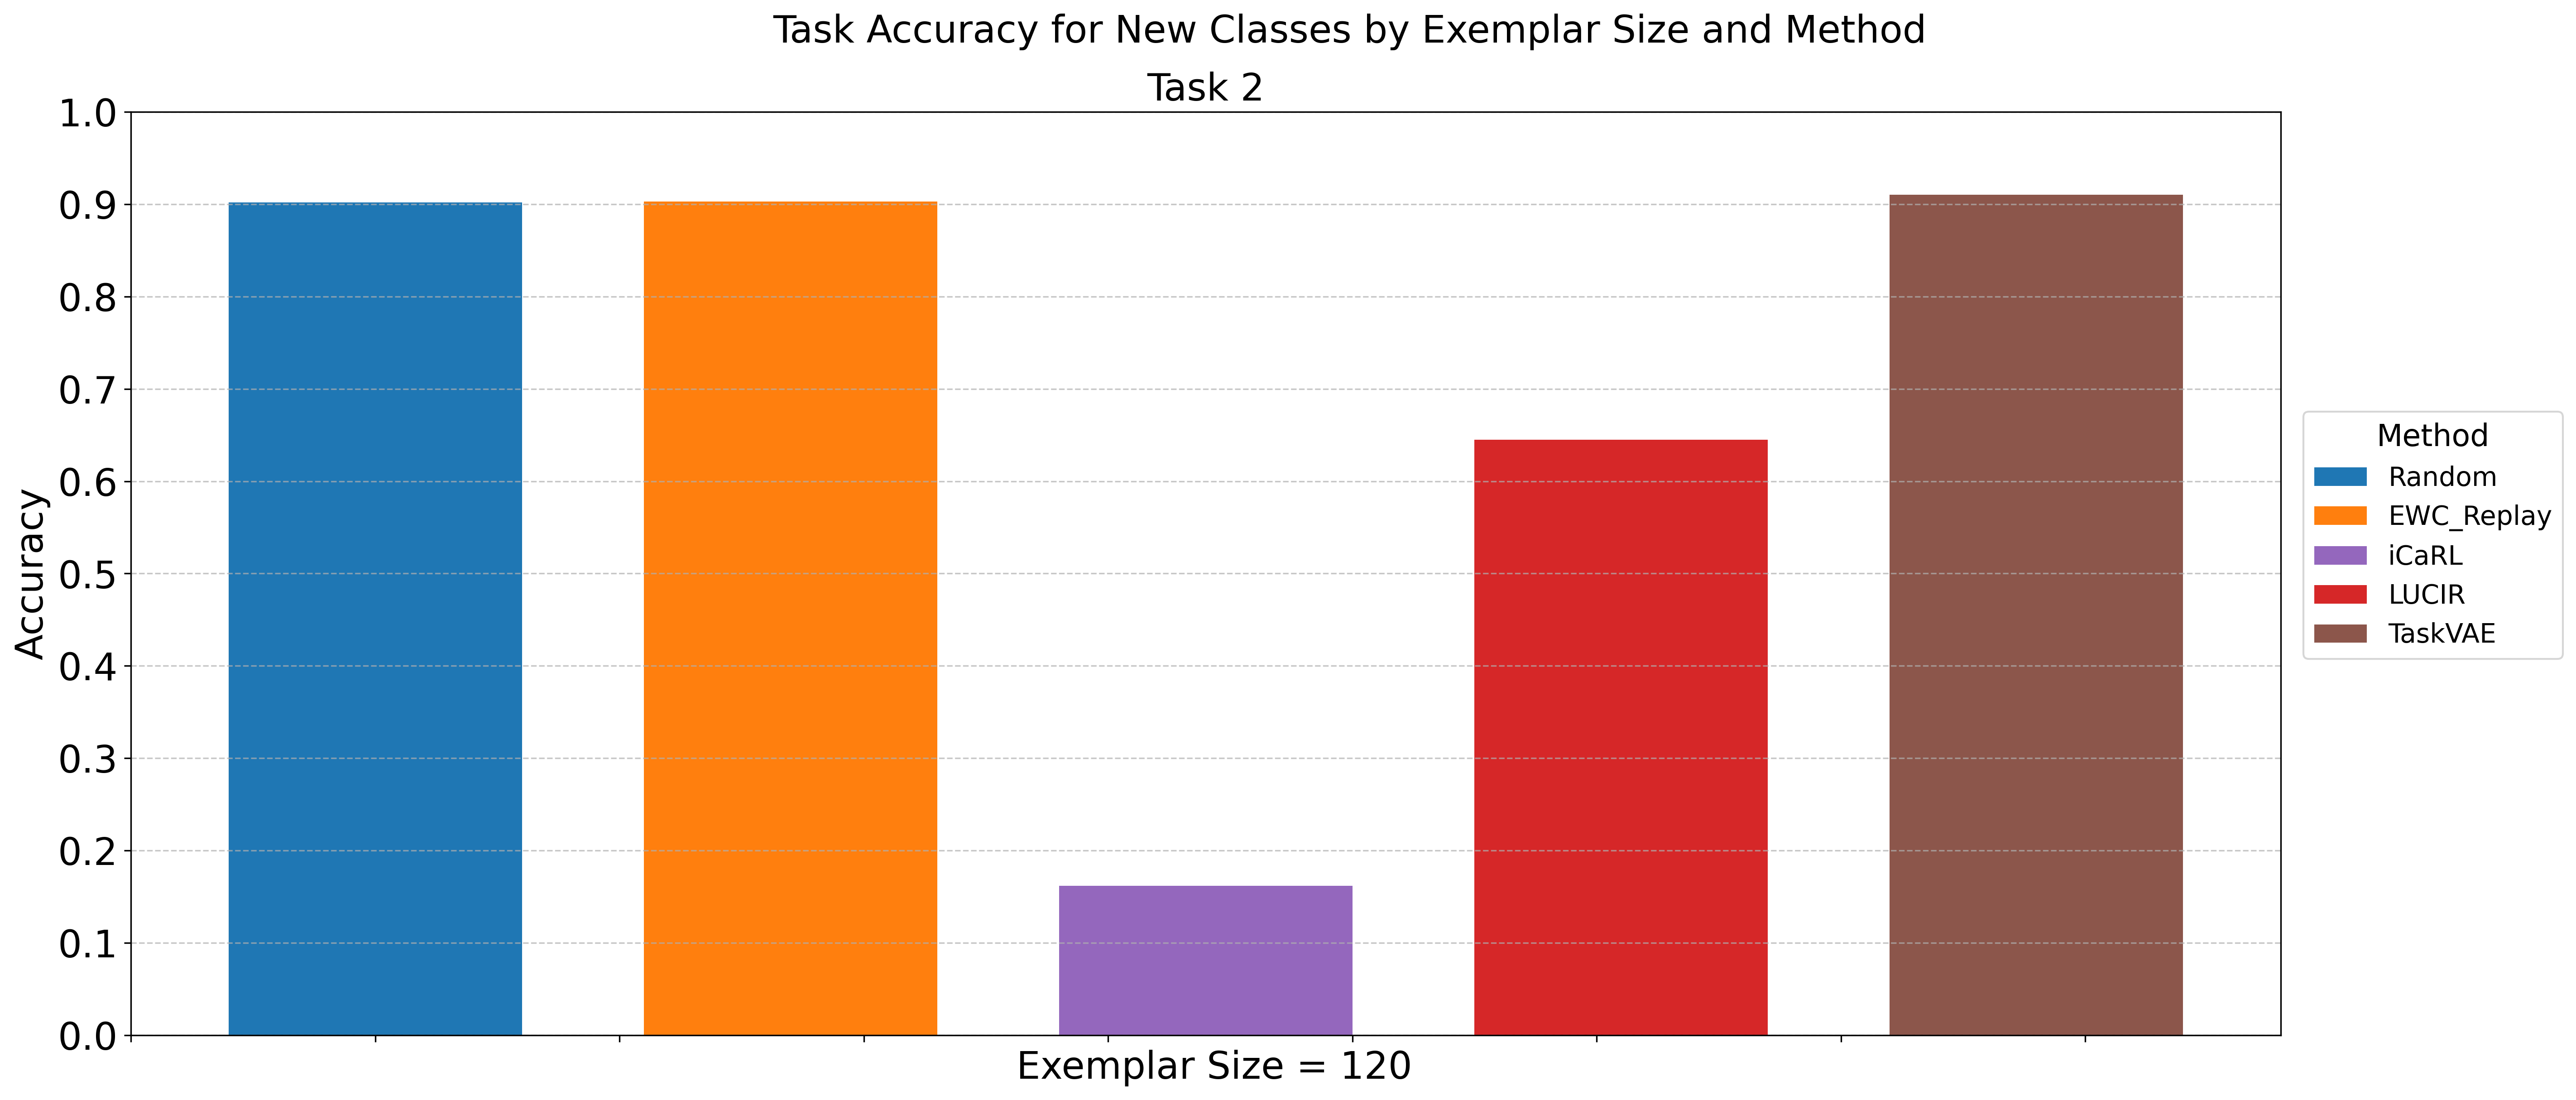 Task Accuracy for New Classes by Exemplar Size and Method
Task 2
1.0
0.9
0.8
0.7
0.6
0.5
0.4
0.3
0.2
0.1
0.0
Accuracy
Exemplar Size = 120
Method
Random
EWC_Replay
iCaRL
LUCIR
TaskVAE